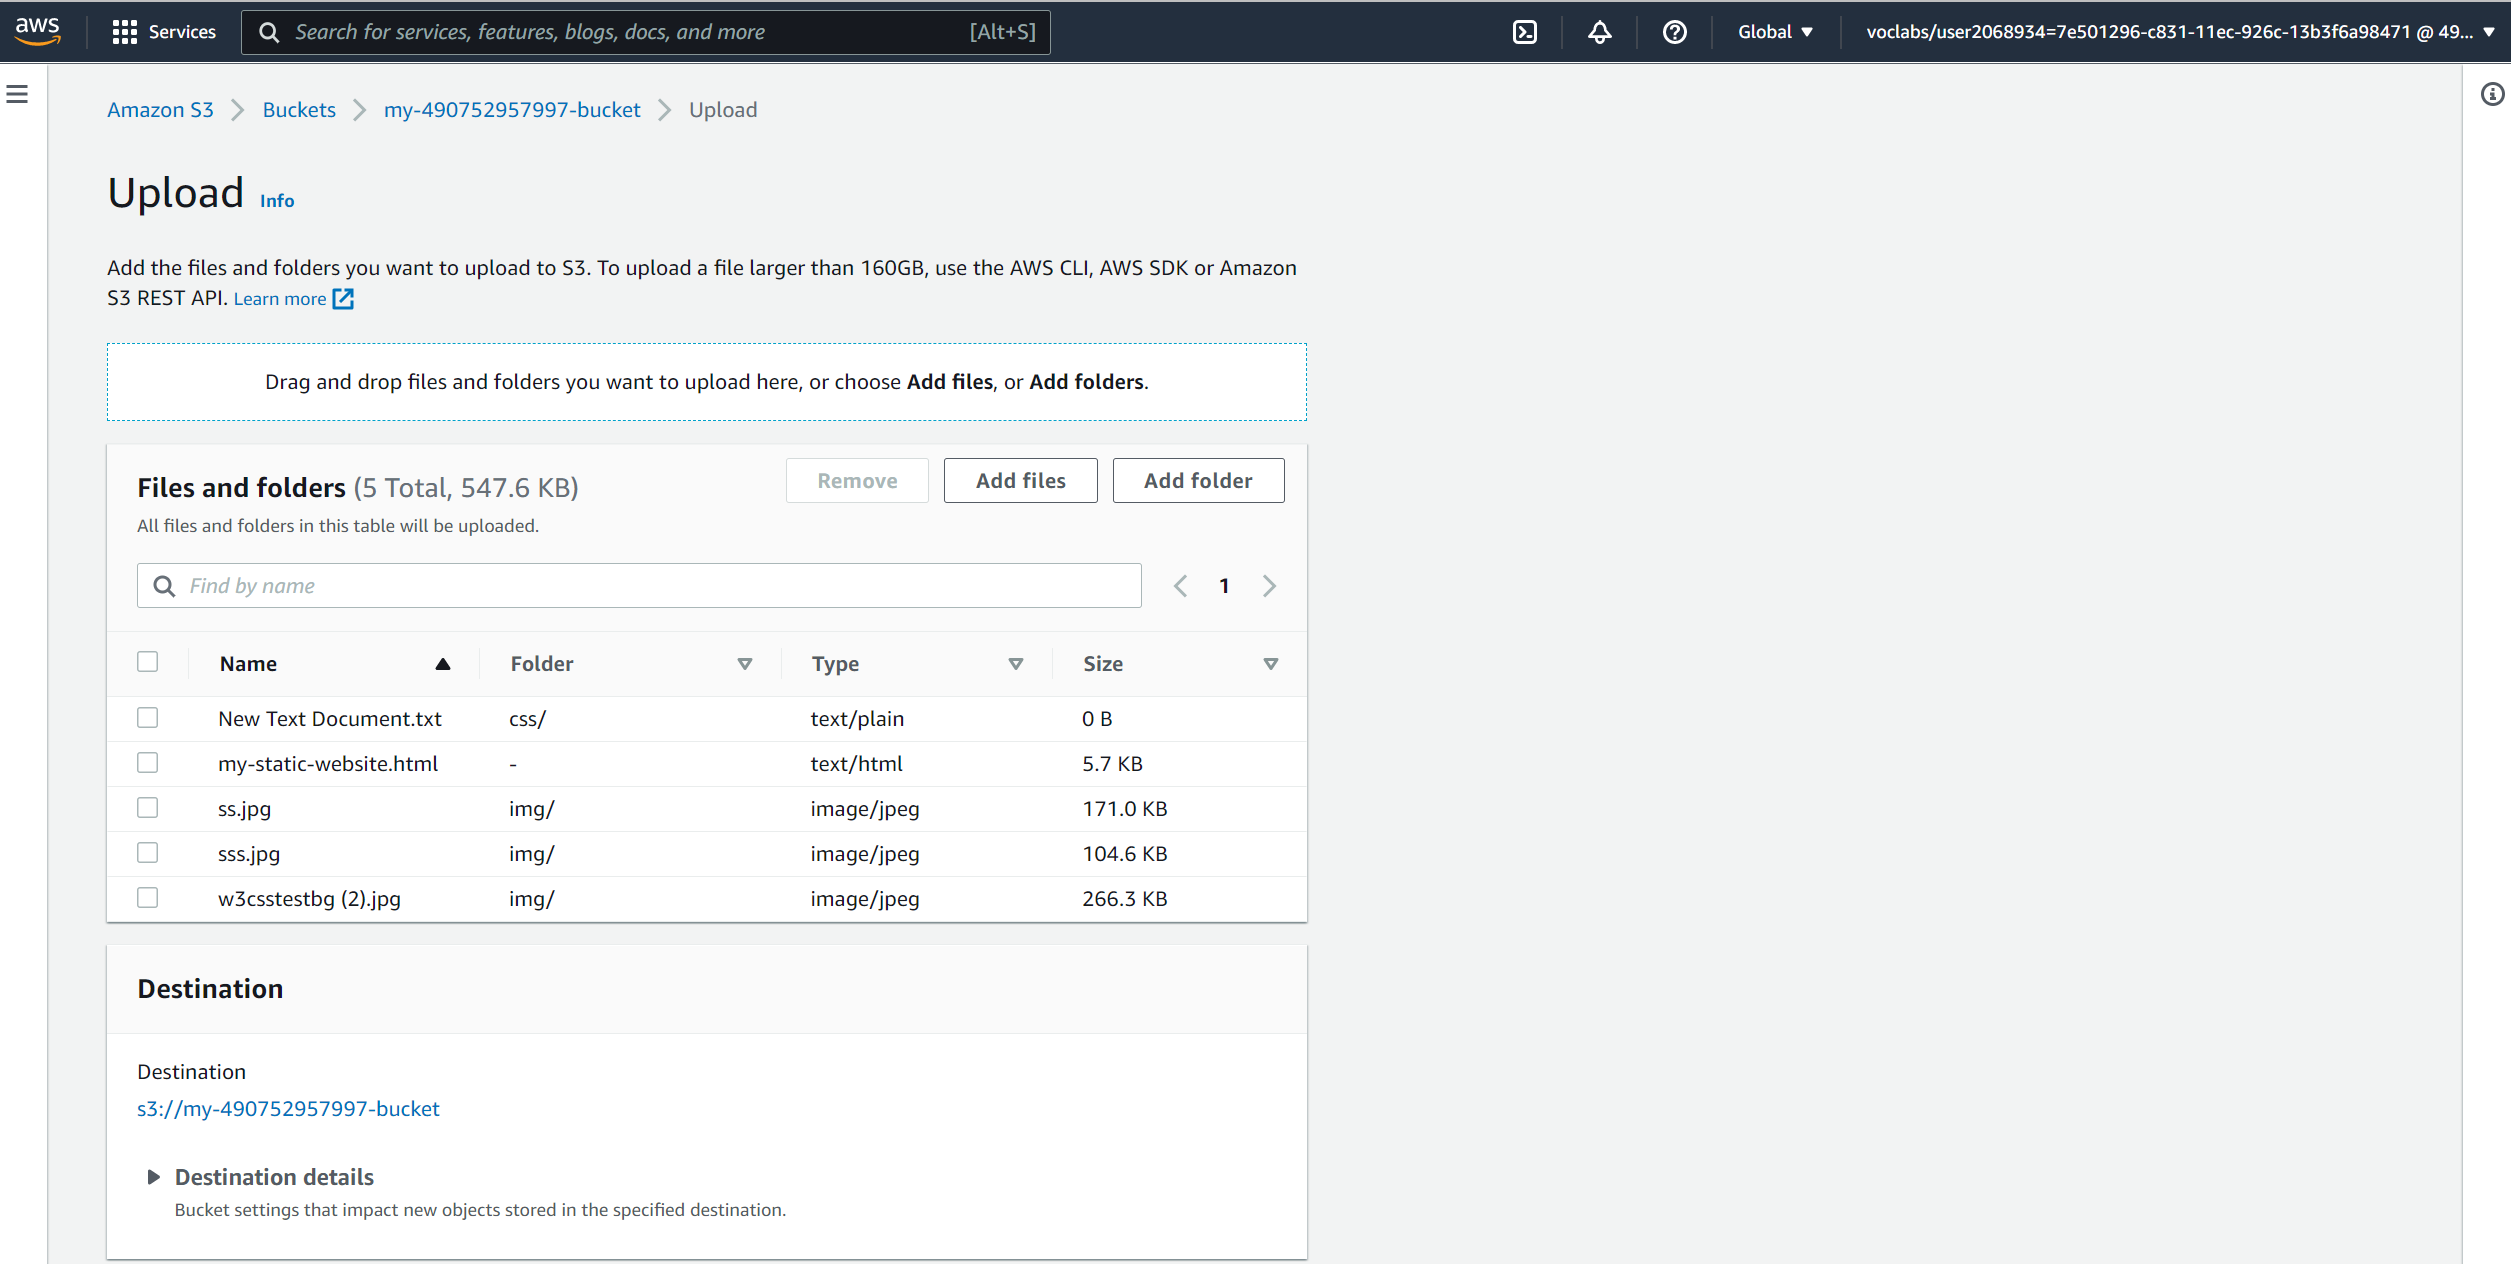 aws Services Search for services, features, blogs, docs, and more [Alt+S] Global voclabs/user2068934=7e501296-c831-11ec-926c-13b3f6a98471 @ 49...
Amazon S3 Buckets my-490752957997-bucket Upload
Upload Info
Add the files and folders you want to upload to S3. To upload a file larger than 160GB, use the AWS CLI, AWS SDK or Amazon
S3 REST API. Learn more
Drag and drop files and folders you want to upload here, or choose Add files, or Add folders.
Files and folders (5 Total, 547.6 KB) Remove Add files Add folder
All files and folders in this table will be uploaded.
Find by name 1
Name Folder Type Size
New Text Document.txt css/ text/plain 0 B
my-static-website.html - text/html 5.7 KB
ss.jpg img/ image/jpeg 171.0 KB
sss.jpg img/ image/jpeg 104.6 KB
w3csstestbg (2).jpg img/ image/jpeg 266.3 KB
Destination
Destination
s3://my-490752957997-bucket
Destination details
Bucket settings that impact new objects stored in the specified destination.